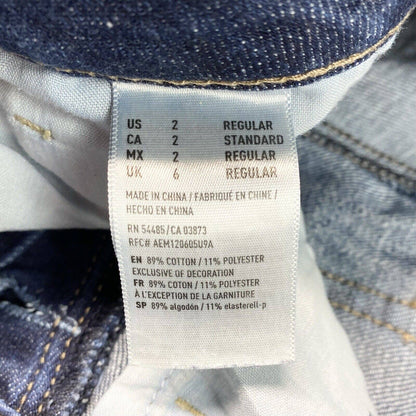 US 2 REGULAR
CA 2 STANDARD
MX 2 REGULAR
UK 6 REGULAR
MADE IN CHINA / FABRIQUÉ EN CHINE /
HECHO EN CHINA
RN 54485/CA 03873
RFC# AEM120605U9A
EN 89% COTTON / 11% POLYESTER
EXCLUSIVE OF DECORATION
FR 89% COTTON / 11% POLYESTER
À L'EXCEPTION DE LA GARNITURE
SP 89% algodón / 11% elasterell-p